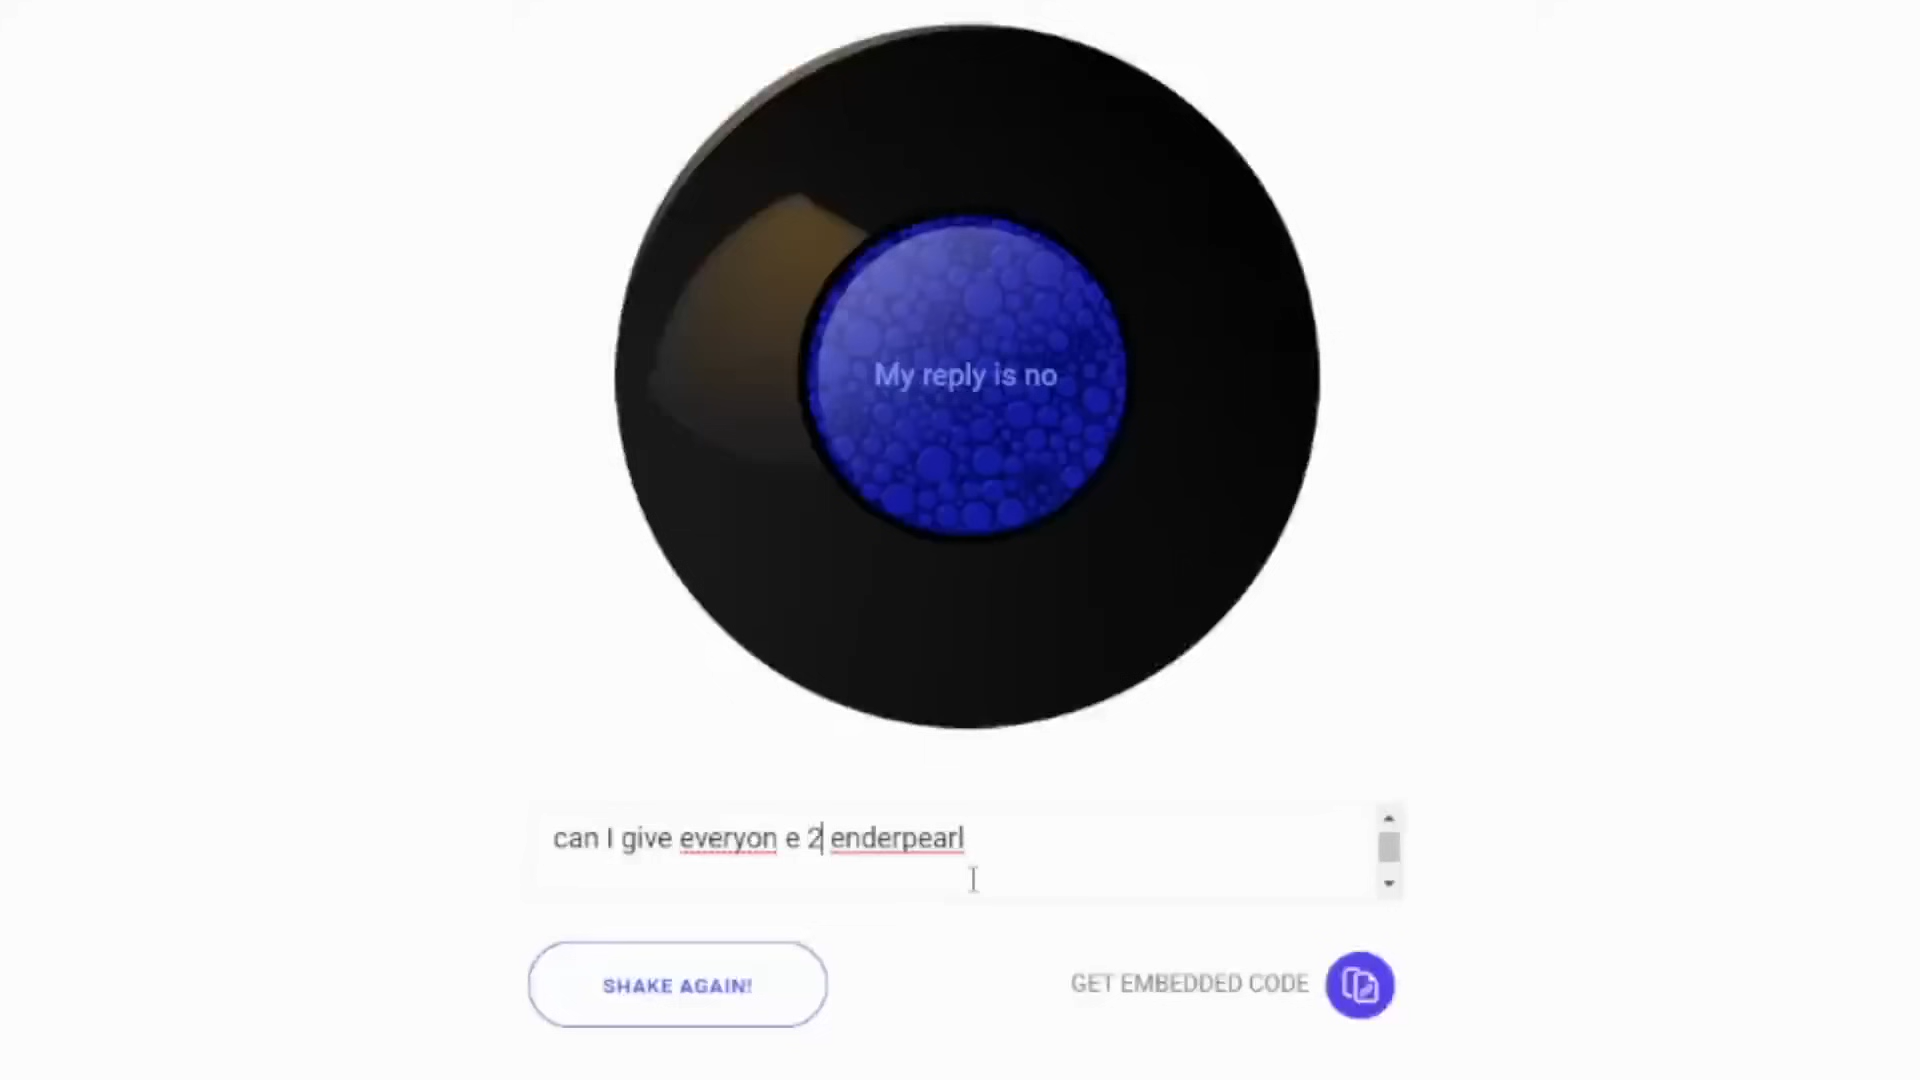 My reply is no
can I give everyon e 2 enderpearl
SHAKE AGAIN!
GET EMBEDDED CODE